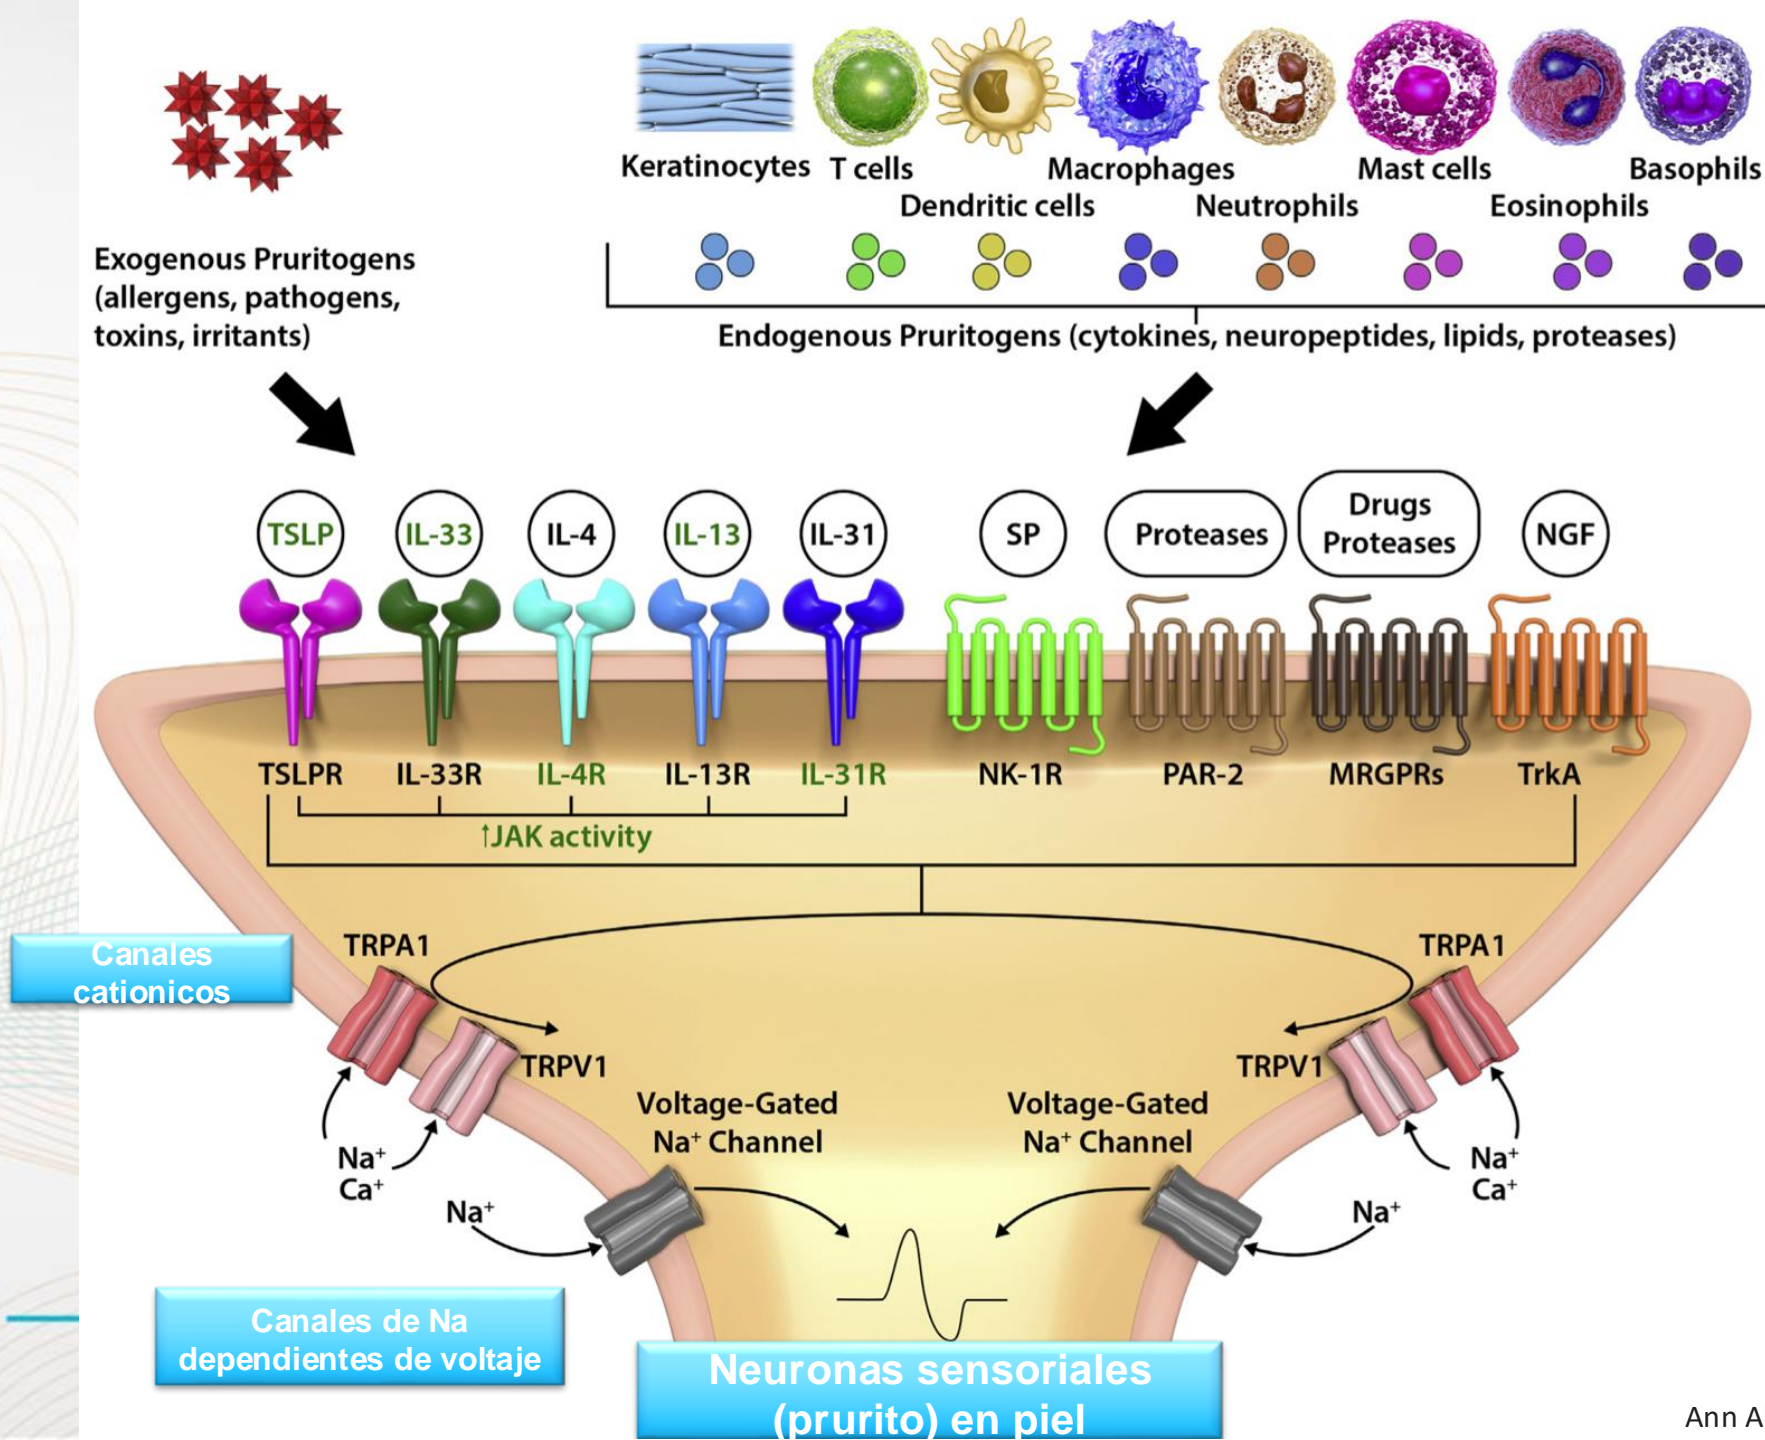 Keratinocytes
T cells
Dendritic cells
Macrophages
Neutrophils
Mast cells
Eosinophils
Basophils
Exogenous Pruritogens
(allergens, pathogens,
toxins, irritants)
Endogenous Pruritogens (cytokines, neuropeptides, lipids, proteases)
TSLP
IL-33
IL-4
IL-13
IL-31
SP
Proteases
Drugs
Proteases
NGF
TSLPR
IL-33R
IL-4R
IL-13R
IL-31R
NK-1R
PAR-2
MRGPRs
TrkA
↑JAK activity
Canales
cationicos
TRPA1
TRPA1
TRPV1
TRPV1
Voltage-Gated
Na⁺ Channel
Voltage-Gated
Na⁺ Channel
Na⁺
Ca⁺
Na⁺
Ca⁺
Na⁺
Na⁺
Canales de Na
dependientes de voltaje
Neuronas sensoriales
(prurito) en piel
Ann A